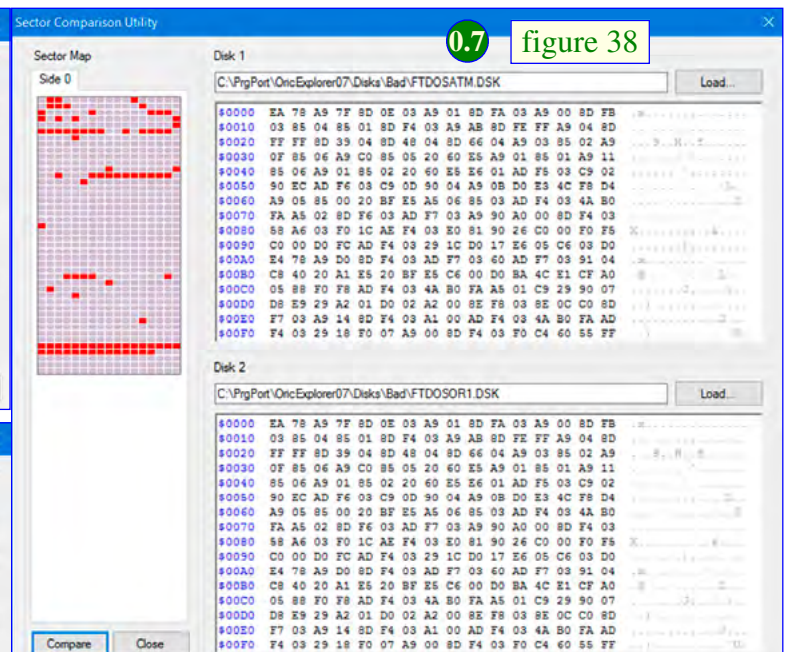 Sector Comparison Utility
0.7 figure 38
Sector Map
Side 0
Disk 1
C:\PrgPort\OricExplorer07\Disks\Bad\FTDOSATM.DSK
Load...
$0000 EA 78 A9 7F 8D 0E 03 A9 01 8D FA 03 A9 00 8D FB
$0010 03 85 04 85 01 8D F4 03 A9 AB 8D FE FF A9 04 8D
$0020 FF FF 8D 39 04 8D 48 04 8D 66 04 A9 03 85 02 A9
$0030 0F 85 06 A9 C0 85 05 20 60 E5 A9 01 85 01 A9 11
$0040 85 06 A9 01 85 02 20 60 E5 E6 01 AD F5 03 C9 02
$0050 90 EC AD F6 03 C9 0D 90 04 A9 0B D0 E3 4C F8 D4
$0060 A9 05 85 00 20 BF E5 A5 06 85 03 AD F4 03 4A B0
$0070 FA A5 02 8D F6 03 AD F7 03 A9 90 A0 00 8D F4 03
$0080 58 A6 03 F0 1C AE F4 03 E0 81 90 26 C0 00 F0 F5
$0090 C0 00 D0 FC AD F4 03 29 1C D0 17 E6 05 C6 03 D0
$00A0 E4 78 A9 D0 8D F4 03 AD F7 03 60 AD F7 03 91 04
$00B0 C8 40 20 A1 E5 20 BF E5 C6 00 D0 BA 4C E1 CF A0
$00C0 05 88 F0 F8 AD F4 03 4A B0 FA A5 01 C9 29 90 07
$00D0 D8 E9 29 A2 01 D0 02 A2 00 8E F8 03 8E 0C C0 8D
$00E0 F7 03 A9 14 8D F4 03 A1 00 AD F4 03 4A B0 FA AD
$00F0 F4 03 29 18 F0 07 A9 00 8D F4 03 F0 C4 60 55 FF
Disk 2
C:\PrgPort\OricExplorer07\Disks\Bad\FTDOSOR1.DSK
Load...
$0000 EA 78 A9 7F 8D 0E 03 A9 01 8D FA 03 A9 00 8D FB
$0010 03 85 04 85 01 8D F4 03 A9 AB 8D FE FF A9 04 8D
$0020 FF FF 8D 39 04 8D 48 04 8D 66 04 A9 03 85 02 A9
$0030 0F 85 06 A9 C0 85 05 20 60 E5 A9 01 85 01 A9 11
$0040 85 06 A9 01 85 02 20 60 E5 E6 01 AD F5 03 C9 02
$0050 90 EC AD F6 03 C9 0D 90 04 A9 0B D0 E3 4C F8 D4
$0060 A9 05 85 00 20 BF E5 A5 06 85 03 AD F4 03 4A B0
$0070 FA A5 02 8D F6 03 AD F7 03 A9 90 A0 00 8D F4 03
$0080 58 A6 03 F0 1C AE F4 03 E0 81 90 26 C0 00 F0 F5
$0090 C0 00 D0 FC AD F4 03 29 1C D0 17 E6 05 C6 03 D0
$00A0 E4 78 A9 D0 8D F4 03 AD F7 03 60 AD F7 03 91 04
$00B0 C8 40 20 A1 E5 20 BF E5 C6 00 D0 BA 4C E1 CF A0
$00C0 05 88 F0 F8 AD F4 03 4A B0 FA A5 01 C9 29 90 07
$00D0 D8 E9 29 A2 01 D0 02 A2 00 8E F8 03 8E 0C C0 8D
$00E0 F7 03 A9 14 8D F4 03 A1 00 AD F4 03 4A B0 FA AD
$00F0 F4 03 29 18 F0 07 A9 00 8D F4 03 F0 C4 60 55 FF
Compare Close